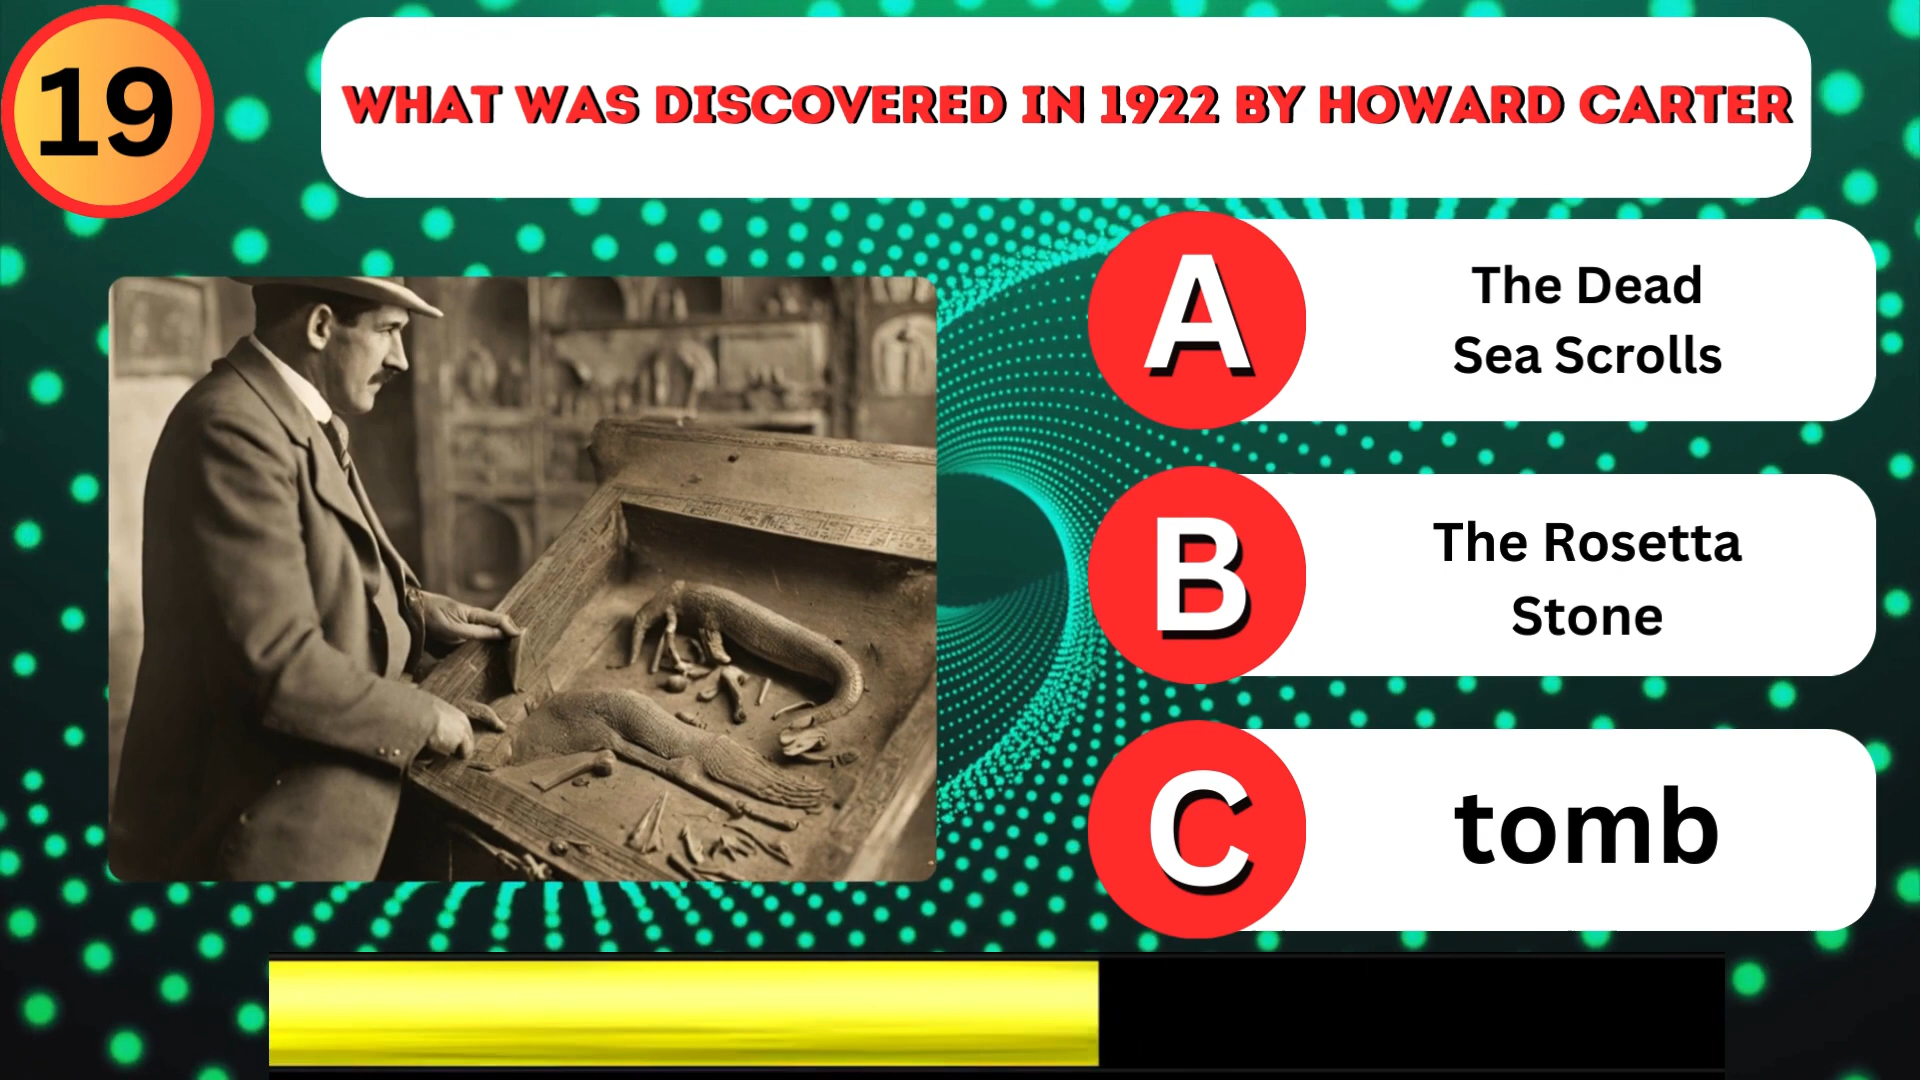 19
WHAT WAS DISCOVERED IN 1922 BY HOWARD CARTER
A
The Dead
Sea Scrolls
B
The Rosetta
Stone
C
tomb